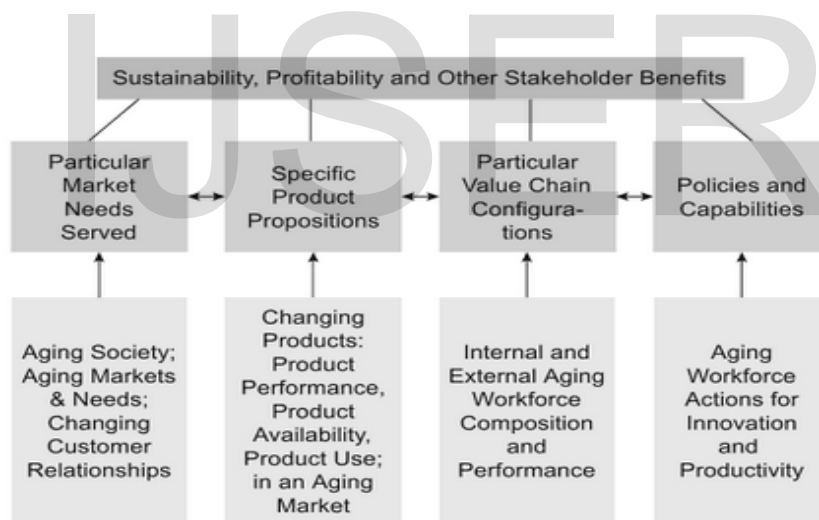 IJSER
Sustainability, Profitability and Other Stakeholder Benefits
Particular
Market
Needs
Served
Specific
Product
Propositions
Particular
Value Chain
Configura-
tions
Policies and
Capabilities
Aging Society;
Aging Markets
& Needs;
Changing
Customer
Relationships
Changing
Products:
Product
Performance,
Product
Availability,
Product Use;
in an Aging
Market
Internal and
External Aging
Workforce
Composition
and
Performance
Aging
Workforce
Actions for
Innovation
and
Productivity